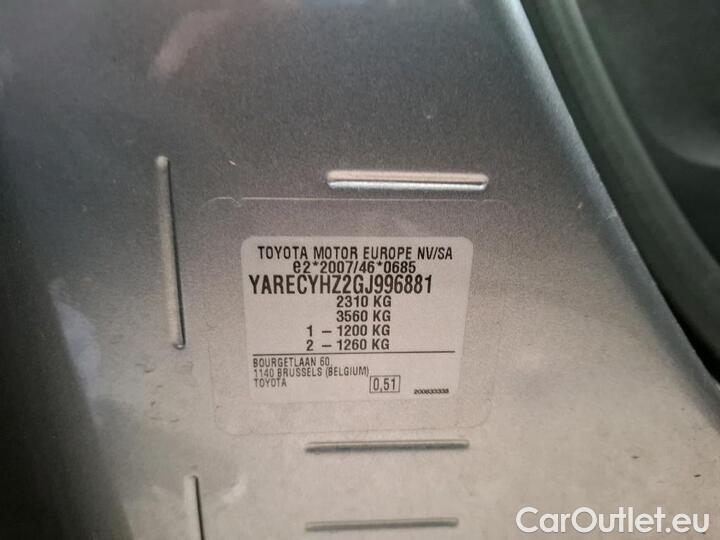 TOYOTA MOTOR EUROPE NV/SA
e2*2007/46*0685
YARECYHZ2GJ996881
2310 KG
3560 KG
1 - 1200 KG
2 - 1260 KG
BOURGETLAAN 60,
1140 BRUSSELS (BELGIUM)
TOYOTA
0,51
200633338
CarOutlet.eu